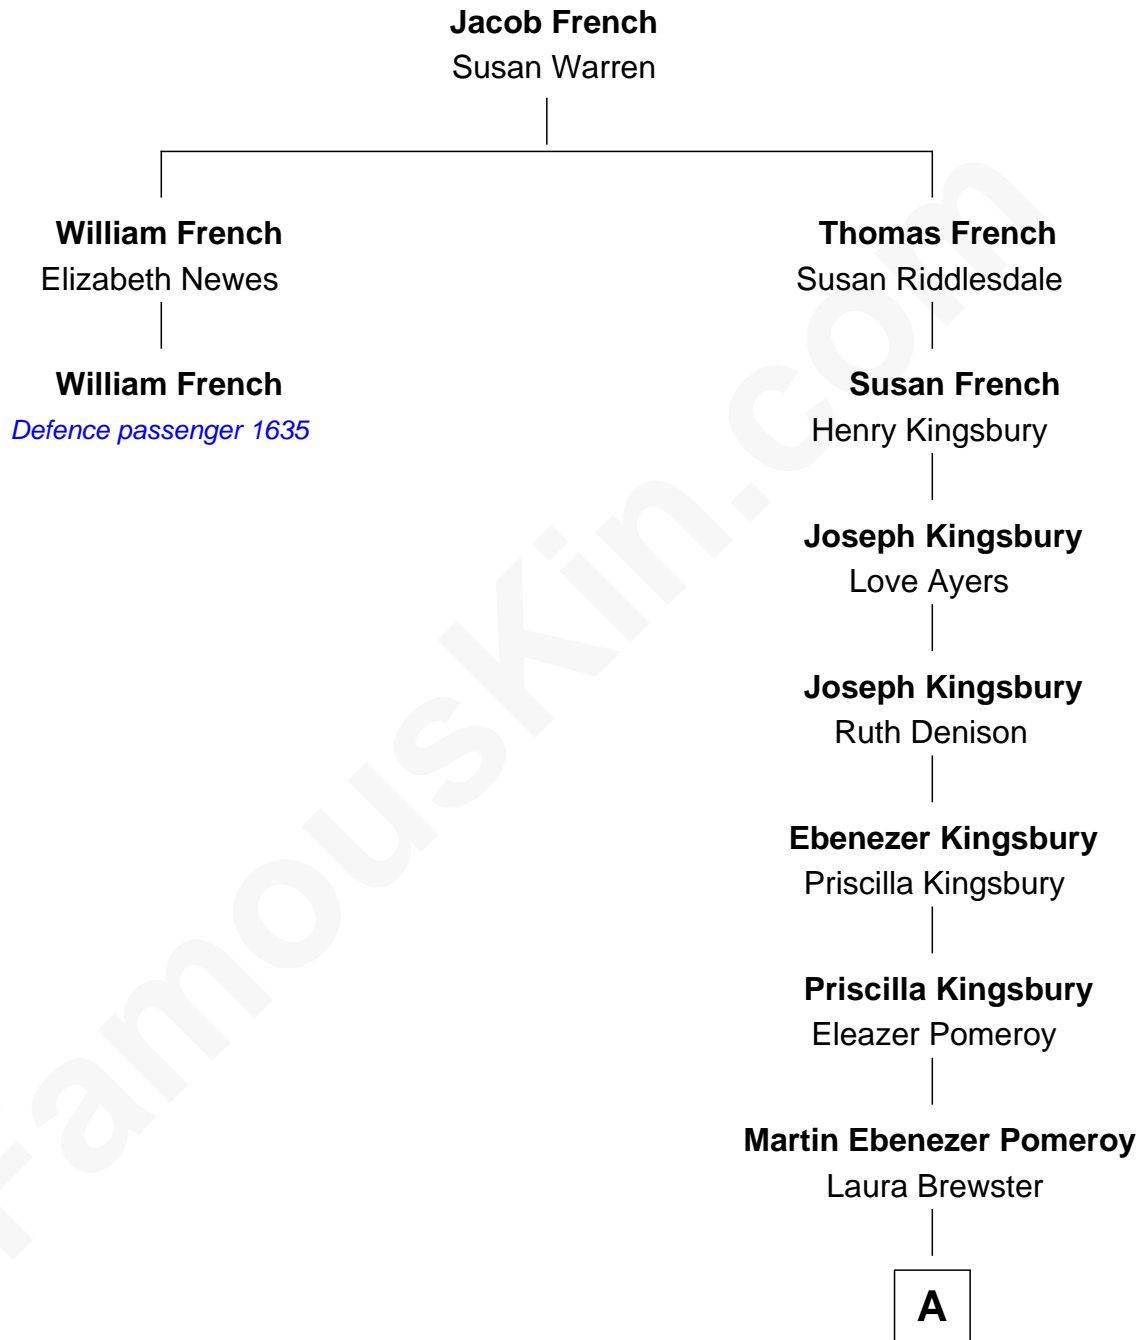 Jacob French
Susan Warren
William French
Elizabeth Newes
William French
Defence passenger 1635
Thomas French
Susan Riddlesdale
Susan French
Henry Kingsbury
Joseph Kingsbury
Love Ayers
Joseph Kingsbury
Ruth Denison
Ebenezer Kingsbury
Priscilla Kingsbury
Priscilla Kingsbury
Eleazer Pomeroy
Martin Ebenezer Pomeroy
Laura Brewster
A
FamousKin.com